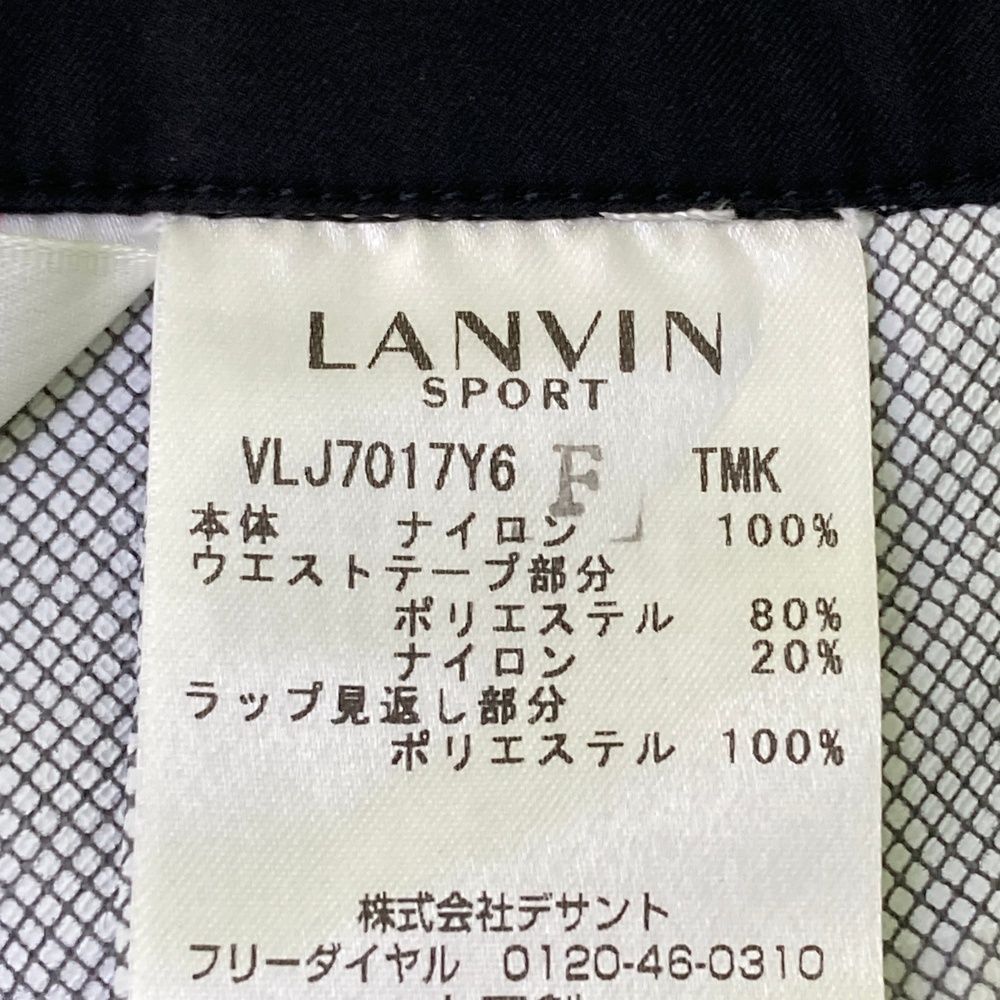 LANVIN
SPORT
VLJ7017Y6 F TMK
本体 ナイロン 100%
ウエストテープ部分
ポリエステル 80%
ナイロン 20%
ラップ見返し部分
ポリエステル 100%
株式会社デサント
フリーダイヤル 0120-46-0310